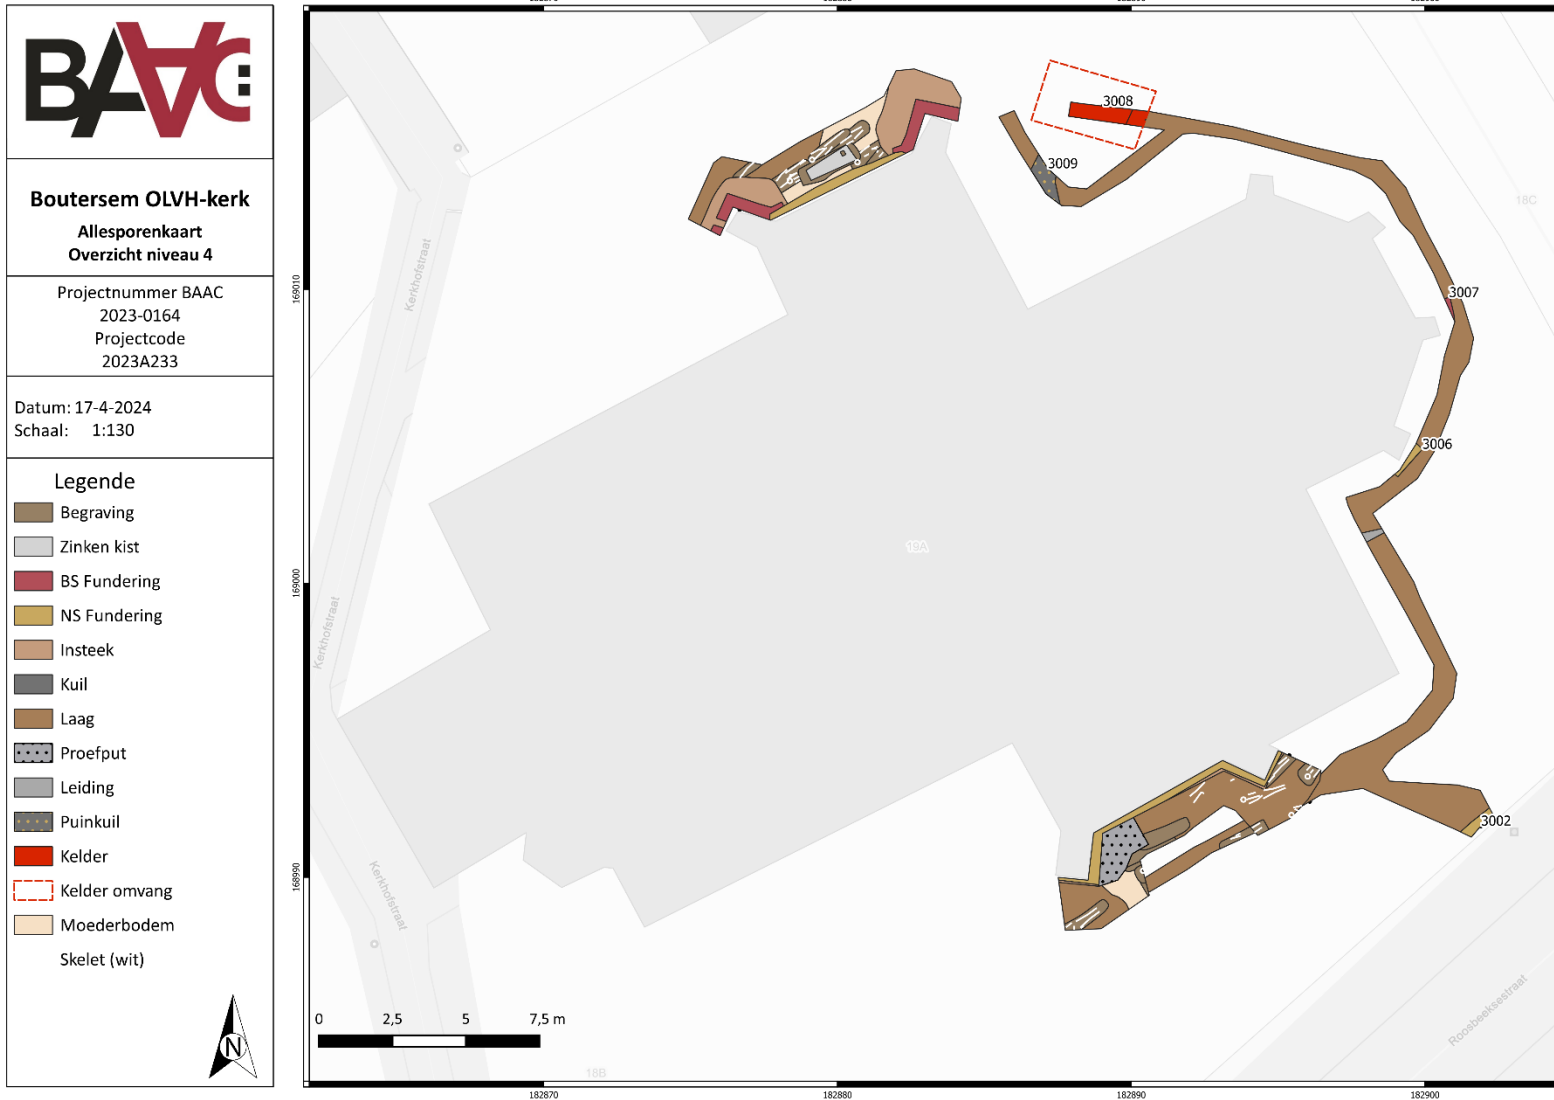 BAAC
Boutersem OLVH-kerk
Allesporenkaart
Overzicht niveau 4
Projectnummer BAAC
2023-0164
Projectcode
2023A233
Datum: 17-4-2024
Schaal: 1:130
Legende
Begraving
Zinken kist
BS Fundering
NS Fundering
Insteek
Kuil
Laag
Proefput
Leiding
Puinkuil
Kelder
Kelder omvang
Moederbodem
Skelet (wit)
N
3008
3009
18C
Kerkhofstraat
169010
3007
3006
19A
169000
Kerkhofstraat
3002
168990
Kerkhofstraat
Roosbeeksestraat
0 2,5 5 7,5 m
18B
182870 182880 182890 182900